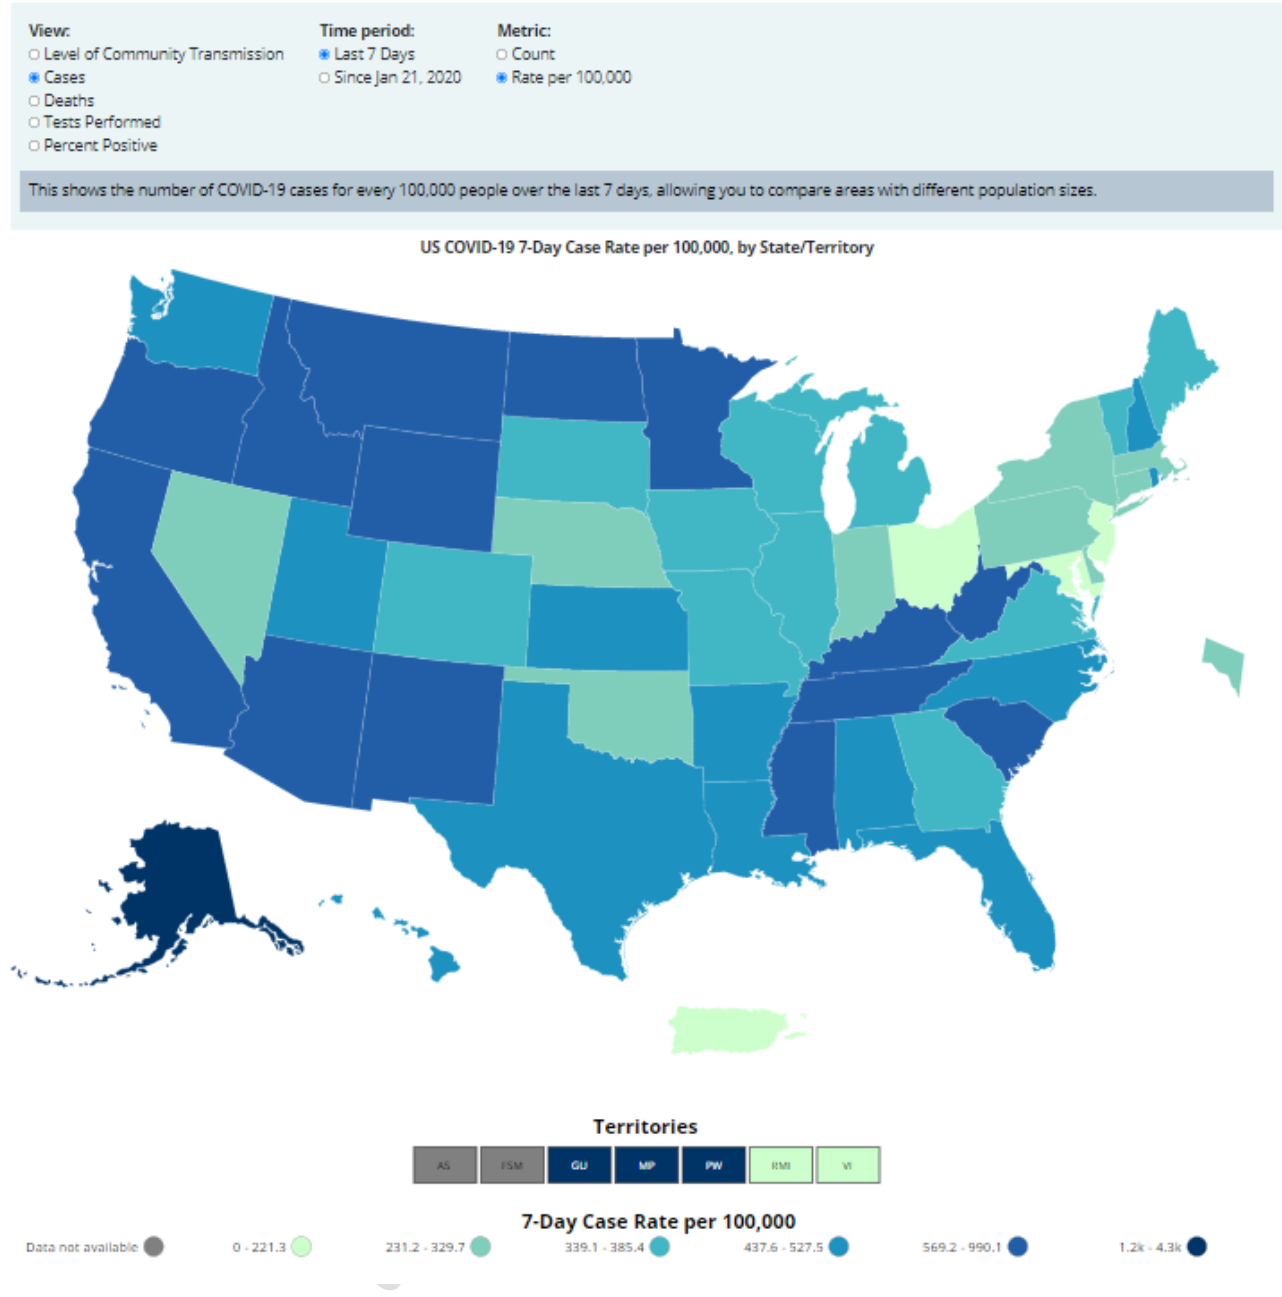 View: Time period: Metric:
Level of Community Transmission Last 7 Days Count
Cases Since Jan 21, 2020 Rate per 100,000
Deaths
Tests Performed
Percent Positive
This shows the number of COVID-19 cases for every 100,000 people over the last 7 days, allowing you to compare areas with different population sizes.
US COVID-19 7-Day Case Rate per 100,000, by State/Territory
Territories
AS FSM GU MP PW RMI VI
7-Day Case Rate per 100,000
Data not available 0 - 221.3 231.2 - 329.7 339.1 - 385.4 437.6 - 527.5 569.2 - 990.1 1.2k - 4.3k